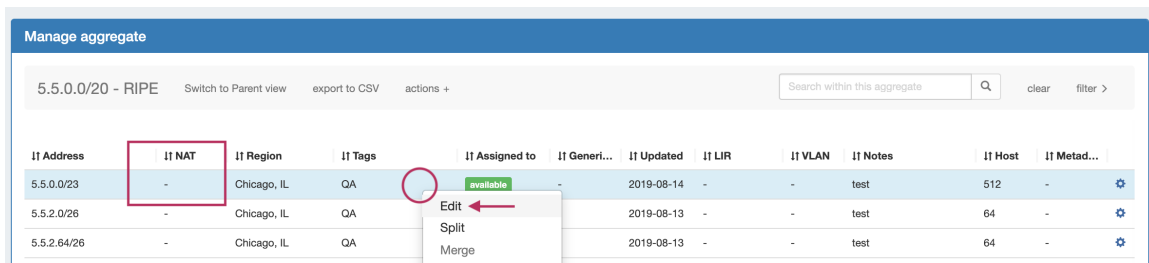 Manage aggregate
5.5.0.0/20 - RIPE Switch to Parent view export to CSV actions + Search within this aggregate clear filter >
Address NAT Region Tags Assigned to Generi... Updated LIR VLAN Notes Host Metad...
5.5.0.0/23 - Chicago, IL QA available - 2019-08-14 - - test 512 -
Edit
5.5.2.0/26 - Chicago, IL QA 2019-08-13 - - test 64 -
Split
5.5.2.64/26 - Chicago, IL QA 2019-08-13 - - test 64 -
Merge